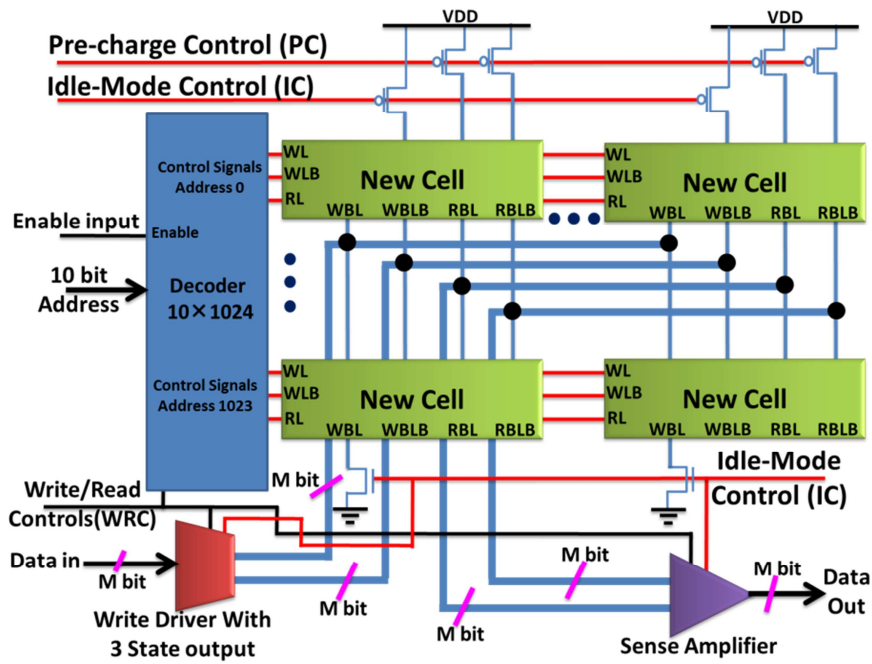 VDD
VDD
Pre-charge Control (PC)
Idle-Mode Control (IC)
Control Signals
Address 0
WL
WLB
RL
New Cell
WBL WBLB RBL RBLB
WL
WLB
RL
New Cell
WBL WBLB RBL RBLB
Enable input
Enable
10 bit
Address
Decoder
10×1024
Control Signals
Address 1023
WL
WLB
RL
New Cell
WBL WBLB RBL RBLB
WL
WLB
RL
New Cell
WBL WBLB RBL RBLB
M bit
Idle-Mode
Control (IC)
Write/Read
Controls(WRC)
Data in
M bit
M bit
M bit
M bit
M bit
Data
Out
Write Driver With
3 State output
Sense Amplifier